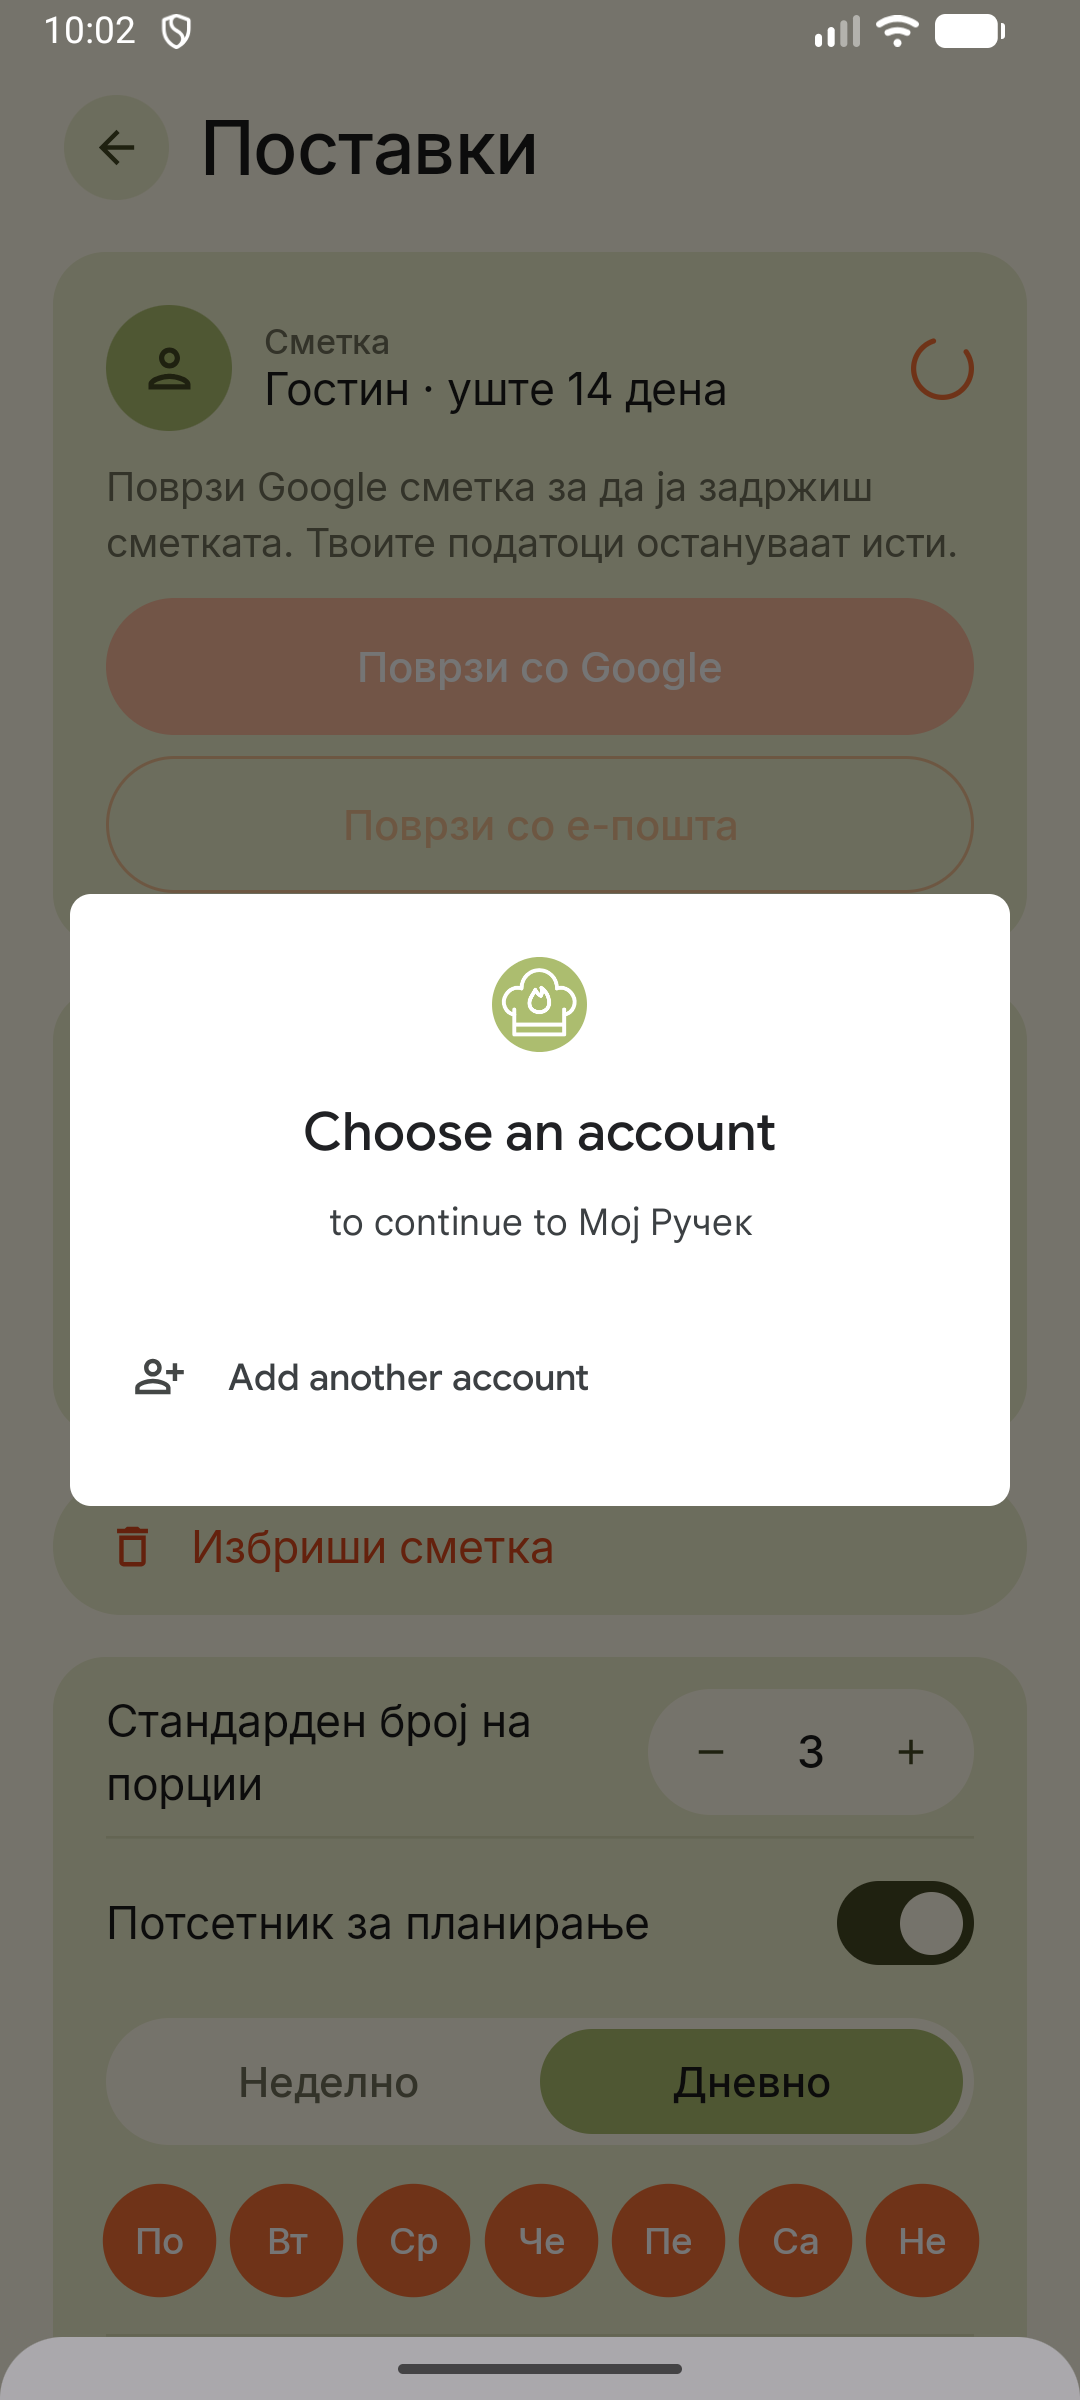 10:02
Поставки
Сметка
Гостин · уште 14 дена
Поврзи Google сметка за да ја задржиш
сметката. Твоите податоци остануваат исти.
Поврзи со Google
Поврзи со е-пошта
Choose an account
to continue to Мој Ручек
Add another account
Избриши сметка
Стандарден број на
порции
3
Потсетник за планирање
Неделно
Дневно
По
Вт
Ср
Че
Пе
Са
Не